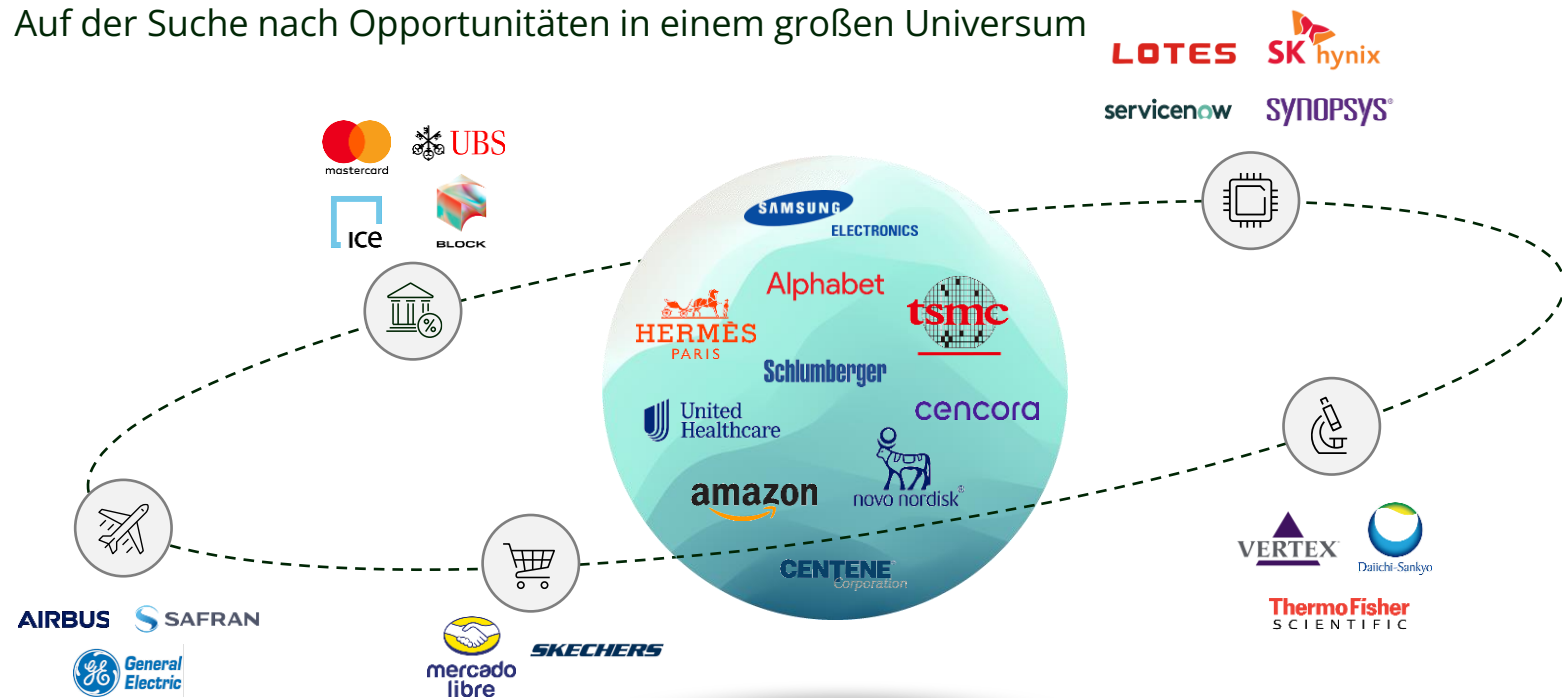 Auf der Suche nach Opportunitäten in einem großen Universum
LOTES
SK hynix
servicenow
SYNOPSYS®
mastercard
UBS
ice
BLOCK
SAMSUNG
ELECTRONICS
Alphabet
HERMÈS
PARIS
tsmc
Schlumberger
United
Healthcare
cencora
amazon
novo nordisk®
CENTENE
Corporation
%
VERTEX
Daiichi-Sankyo
ThermoFisher
SCIENTIFIC
AIRBUS
SAFRAN
GE
General
Electric
mercado
libre
SKECHERS